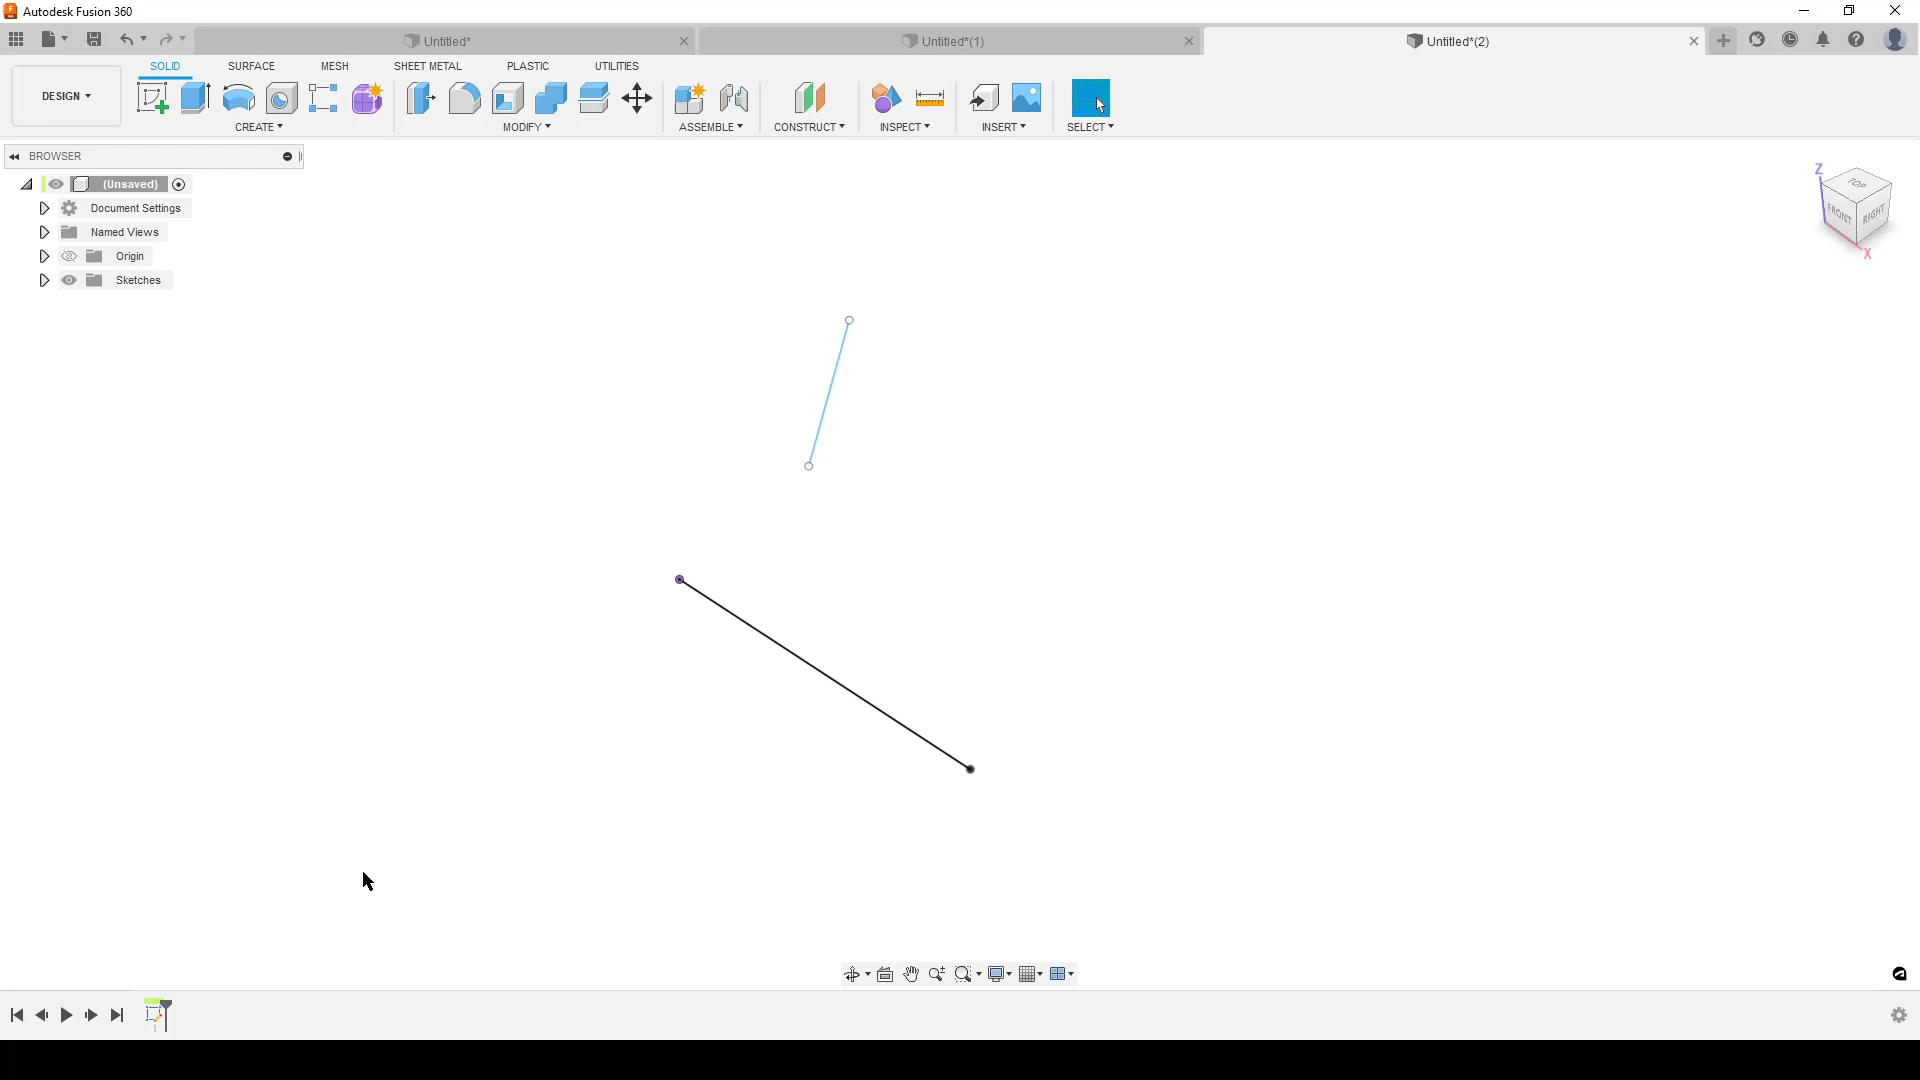 Autodesk Fusion 360
Untitled*
Untitled*(1)
Untitled*(2)
SOLID
SURFACE
MESH
SHEET METAL
PLASTIC
UTILITIES
DESIGN
CREATE
MODIFY
ASSEMBLE
CONSTRUCT
INSPECT
INSERT
SELECT
BROWSER
(Unsaved)
Document Settings
Named Views
Origin
Sketches
Z
TOP
FRONT
RIGHT
X